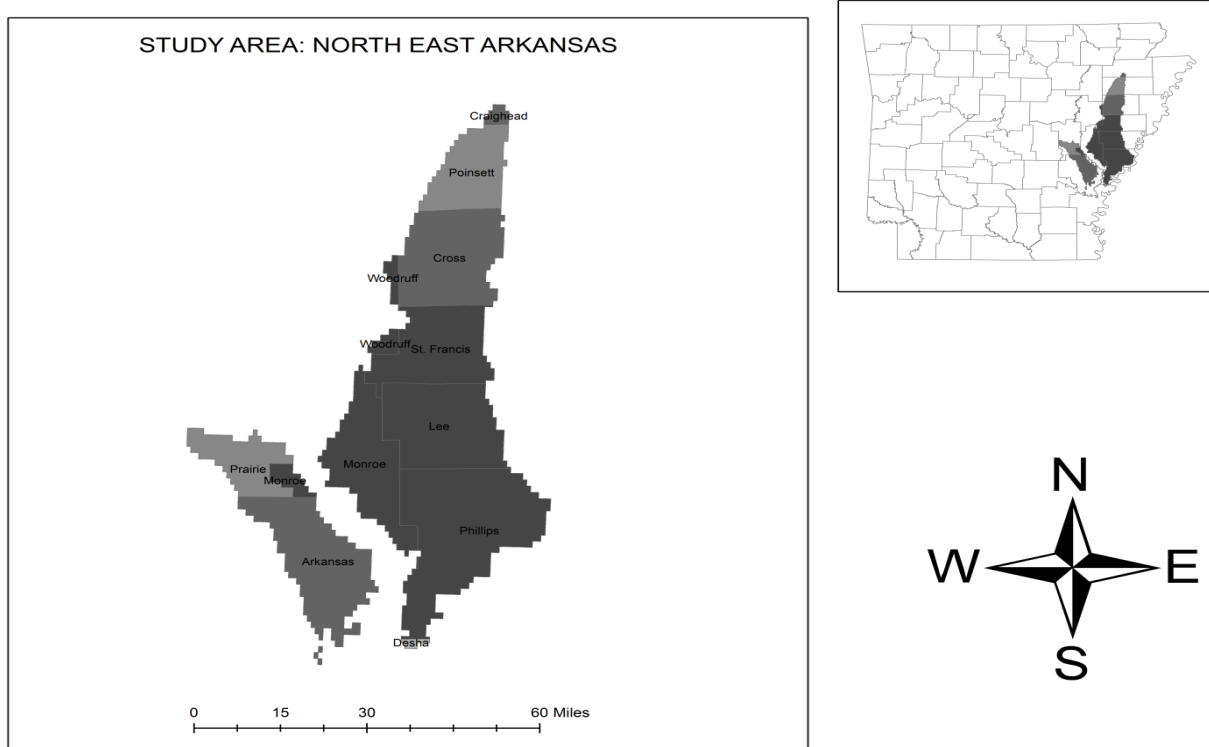 STUDY AREA: NORTH EAST ARKANSAS
Craighead
Poinsett
Cross
Woodruff
Woodruff
St. Francis
Lee
Prairie
Monroe
Monroe
Phillips
Arkansas
Desha
0 15 30 60 Miles
N
W E
S